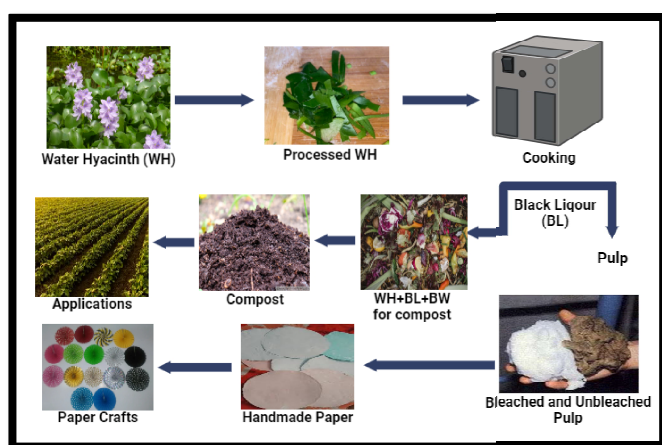 Water Hyacinth (WH)
Processed WH
Cooking
Black Liqour
(BL)
Pulp
Applications
Compost
WH+BL+BW
for compost
Paper Crafts
Handmade Paper
Bleached and Unbleached
Pulp